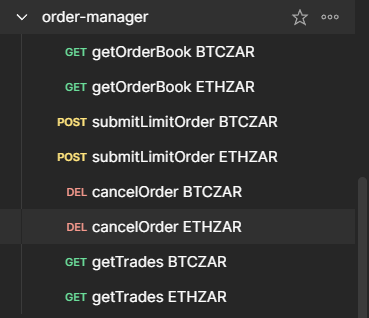 order-manager
GET getOrderBook BTCZAR
GET getOrderBook ETHZAR
POST submitLimitOrder BTCZAR
POST submitLimitOrder ETHZAR
DEL cancelOrder BTCZAR
DEL cancelOrder ETHZAR
GET getTrades BTCZAR
GET getTrades ETHZAR